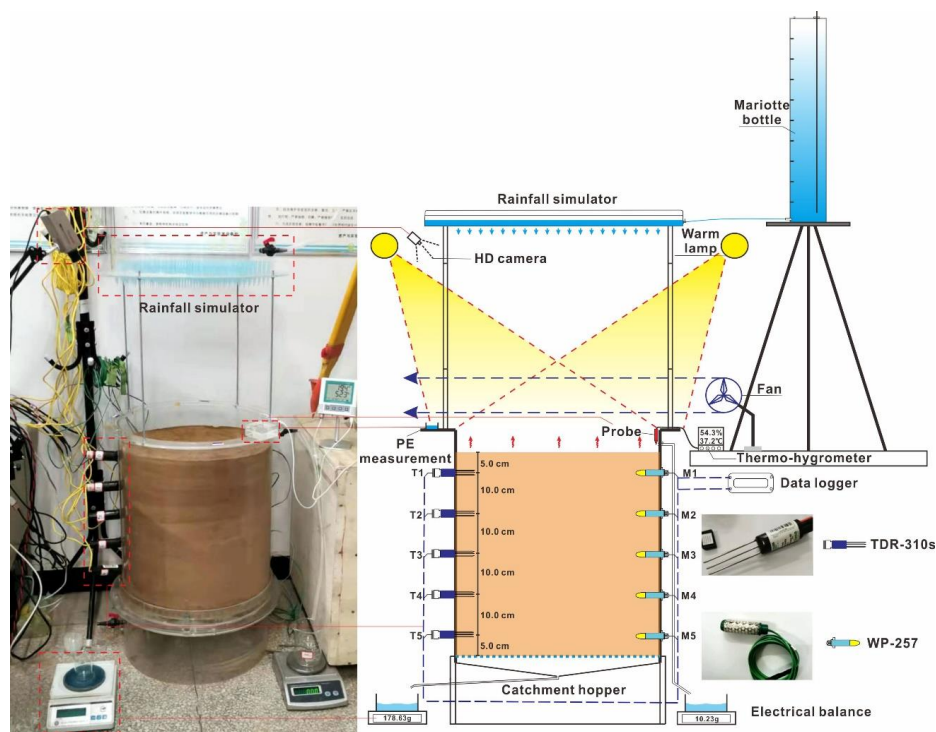 Mariotte
bottle
Rainfall simulator
Warm
lamp
HD camera
Rainfall simulator
Fan
PE
measurement
Probe
54.3%
37.2℃
Thermo-hygrometer
Data logger
T1
T2
T3
T4
T5
5.0 cm
10.0 cm
10.0 cm
10.0 cm
10.0 cm
5.0 cm
M1
M2
M3
M4
M5
TDR-310s
WP-257
Catchment hopper
178.63g
10.23g
Electrical balance